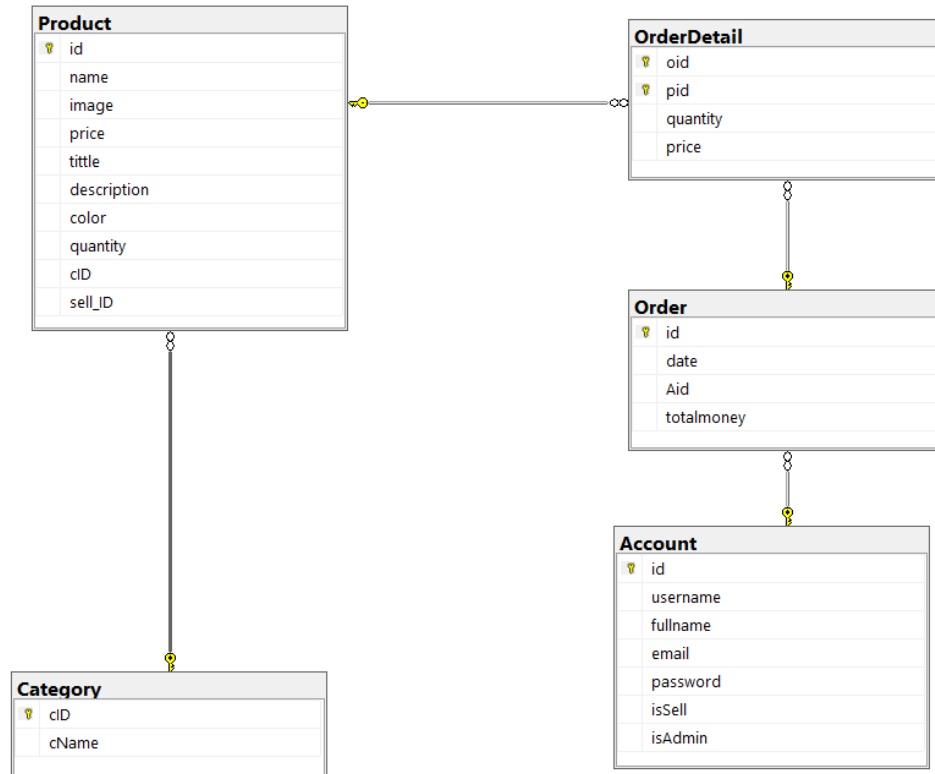 Product
id
name
image
price
tittle
description
color
quantity
cID
sell_ID
OrderDetail
oid
pid
quantity
price
Order
id
date
Aid
totalmoney
Account
id
username
fullname
email
password
isSell
isAdmin
Category
cID
cName